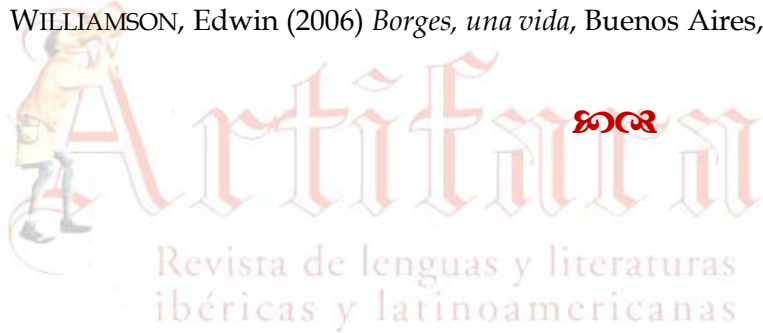 WILLIAMSON, Edwin (2006) Borges, una vida, Buenos Aires,
Artifara
Revista de lenguas y literaturas
ibéricas y latinoamericanas